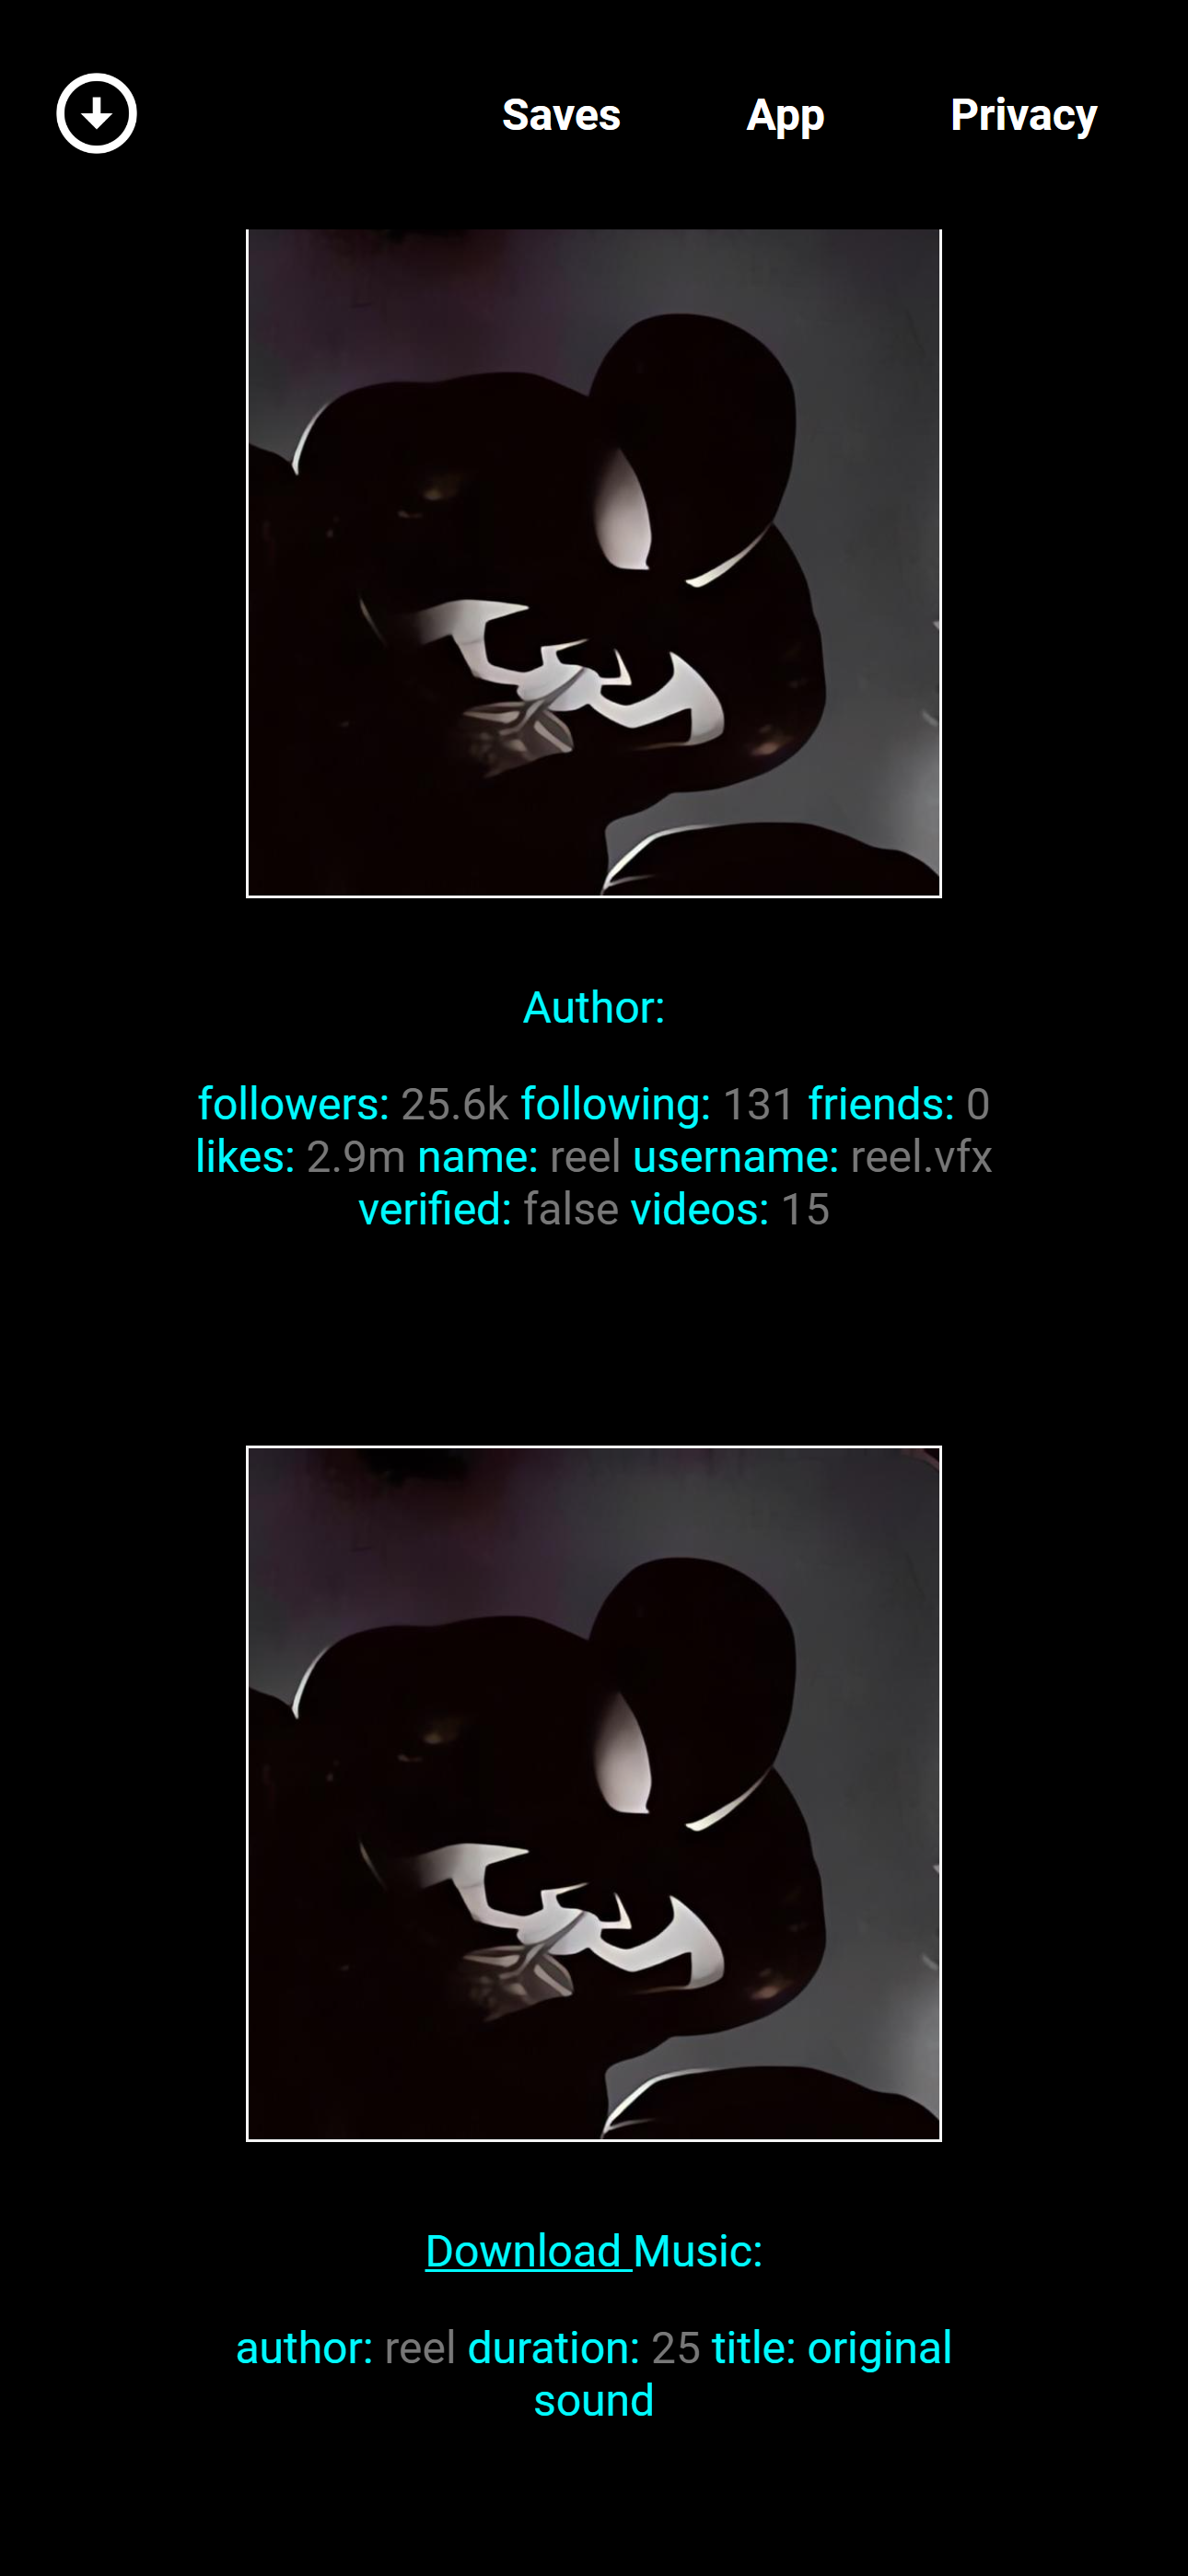 Saves App Privacy
Author:
followers: 25.6k following: 131 friends: 0
likes: 2.9m name: reel username: reel.vfx
verified: false videos: 15
Download Music:
author: reel duration: 25 title: original
sound